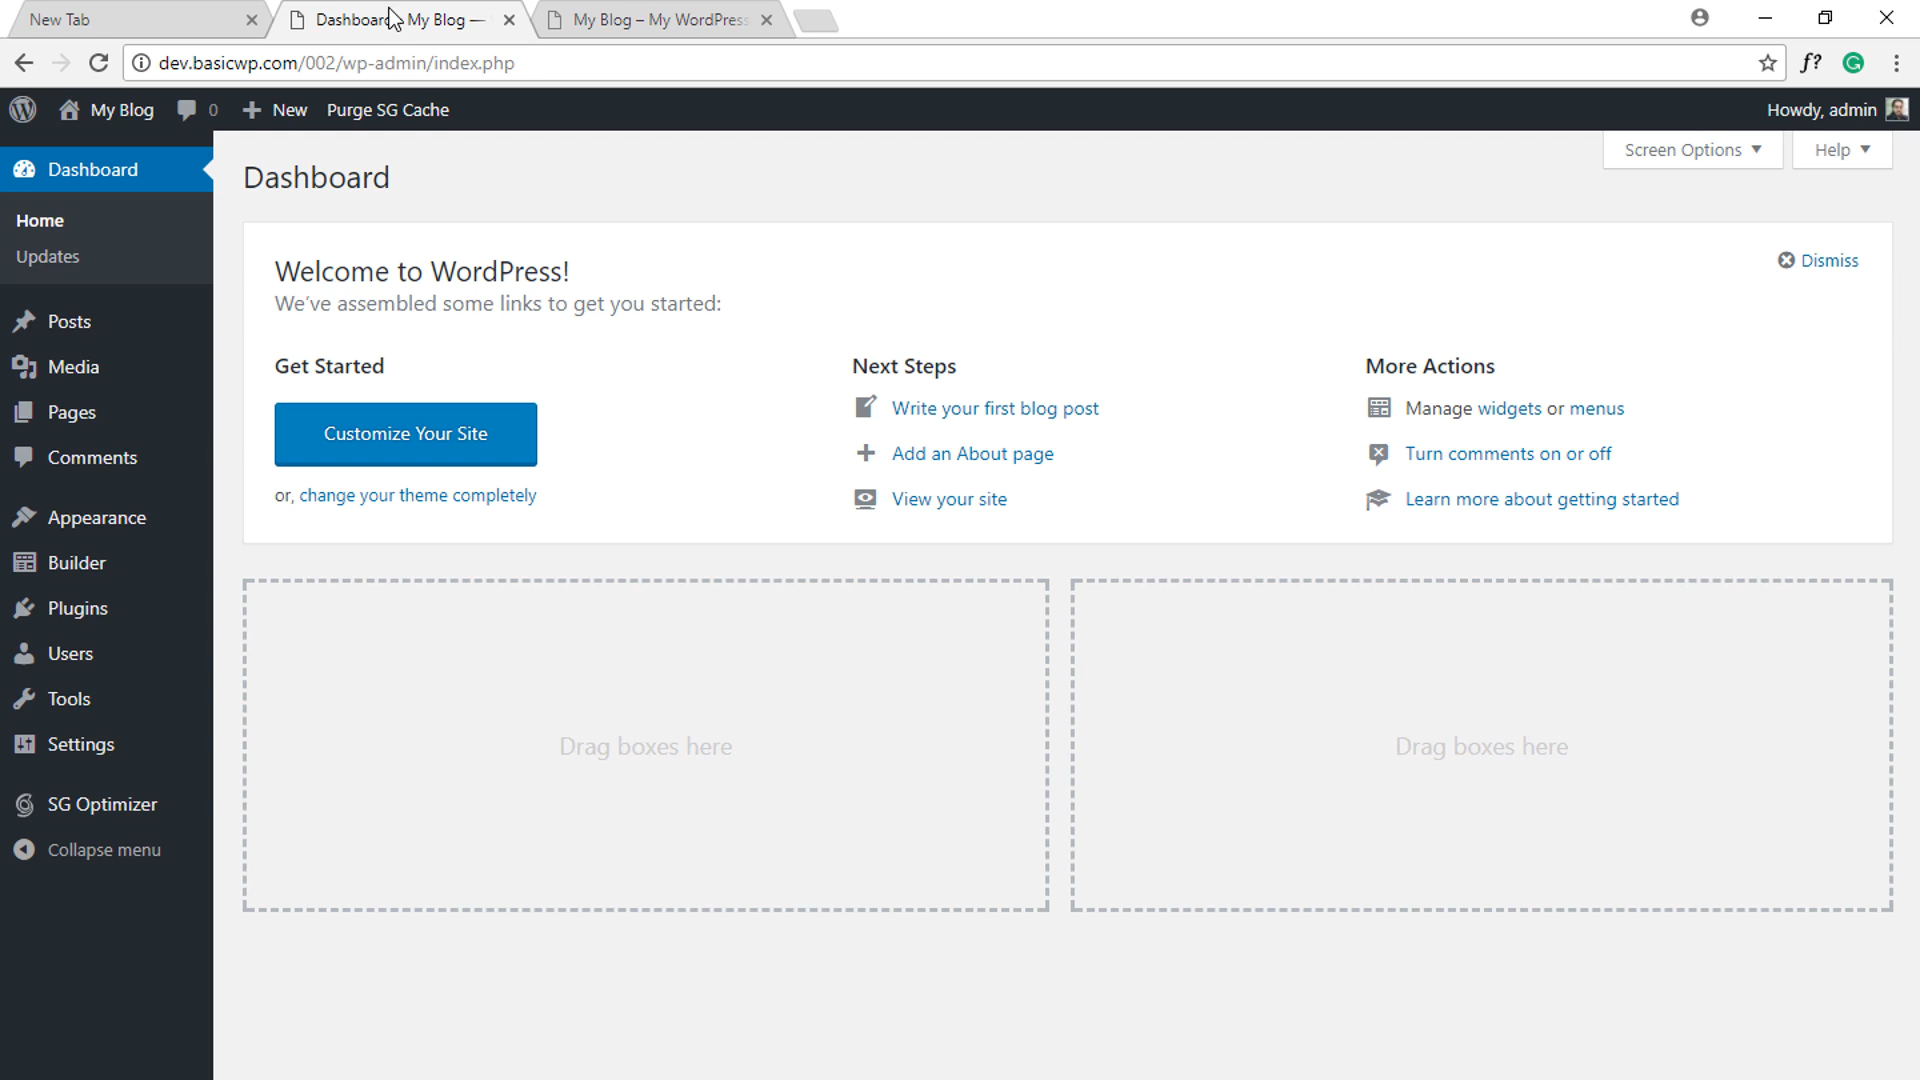 New Tab
Dashboard My Blog —
My Blog – My WordPress
dev.basicwp.com/002/wp-admin/index.php
f?
My Blog 0 New Purge SG Cache
Howdy, admin
Dashboard
Home
Updates
Posts
Media
Pages
Comments
Appearance
Builder
Plugins
Users
Tools
Settings
SG Optimizer
Collapse menu
Screen Options
Help
Dashboard
Welcome to WordPress!
Dismiss
We’ve assembled some links to get you started:
Get Started
Customize Your Site
or, change your theme completely
Next Steps
Write your first blog post
Add an About page
View your site
More Actions
Manage widgets or menus
Turn comments on or off
Learn more about getting started
Drag boxes here
Drag boxes here